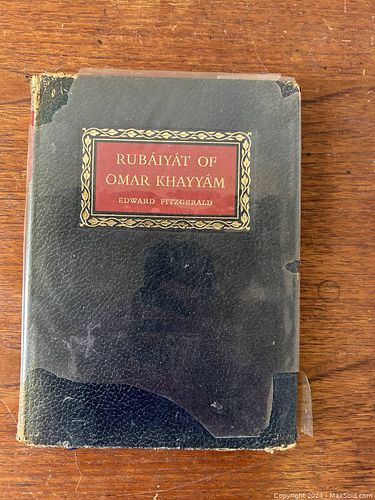 RUBÁIYÁT OF
OMAR KHAYYÁM
EDWARD FITZGERALD
Copyright 2024 - MaxSold.com